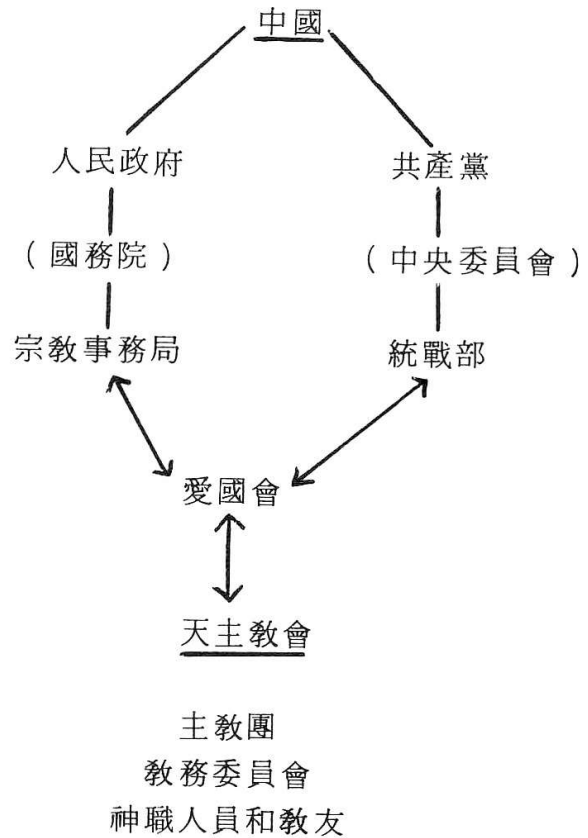 中國
人民政府 共產黨
（國務院） （中央委員會）
宗教事務局 統戰部
愛國會
天主教會
主教團
教務委員會
神職人員和教友